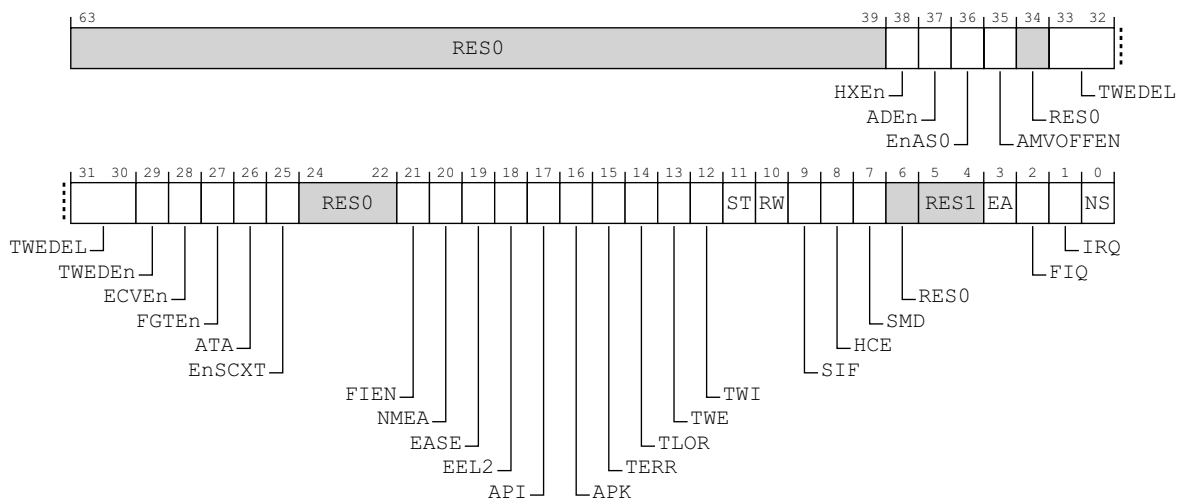 63 39 38 37 36 35 34 33 32
RES0
HXEn TWEDEL
ADEn RES0
EnAS0 AMVOFFEN
31 30 29 28 27 26 25 24 22 21 20 19 18 17 16 15 14 13 12 11 10 9 8 7 6 5 4 3 2 1 0
RES0 ST RW RES1 EA NS
TWEDEL IRQ
TWEDEn FIQ
ECVEn RES0
FGTEn SMD
ATA HCE
EnSCXT SIF
FIEN TWI
NMEA TWE
EASE TLOR
EEL2 TERR
API APK